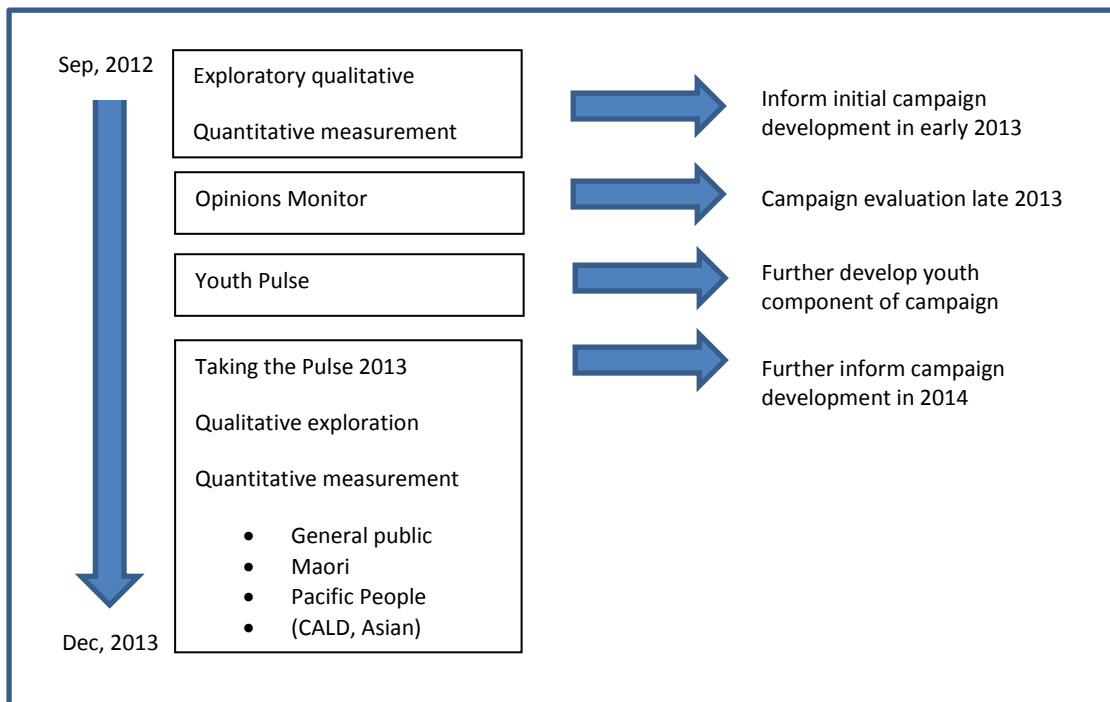 Sep, 2012
Exploratory qualitative
Quantitative measurement
Inform initial campaign
development in early 2013
Opinions Monitor
Campaign evaluation late 2013
Youth Pulse
Further develop youth
component of campaign
Taking the Pulse 2013
Qualitative exploration
Quantitative measurement
• General public
• Maori
• Pacific People
• (CALD, Asian)
Further inform campaign
development in 2014
Dec, 2013